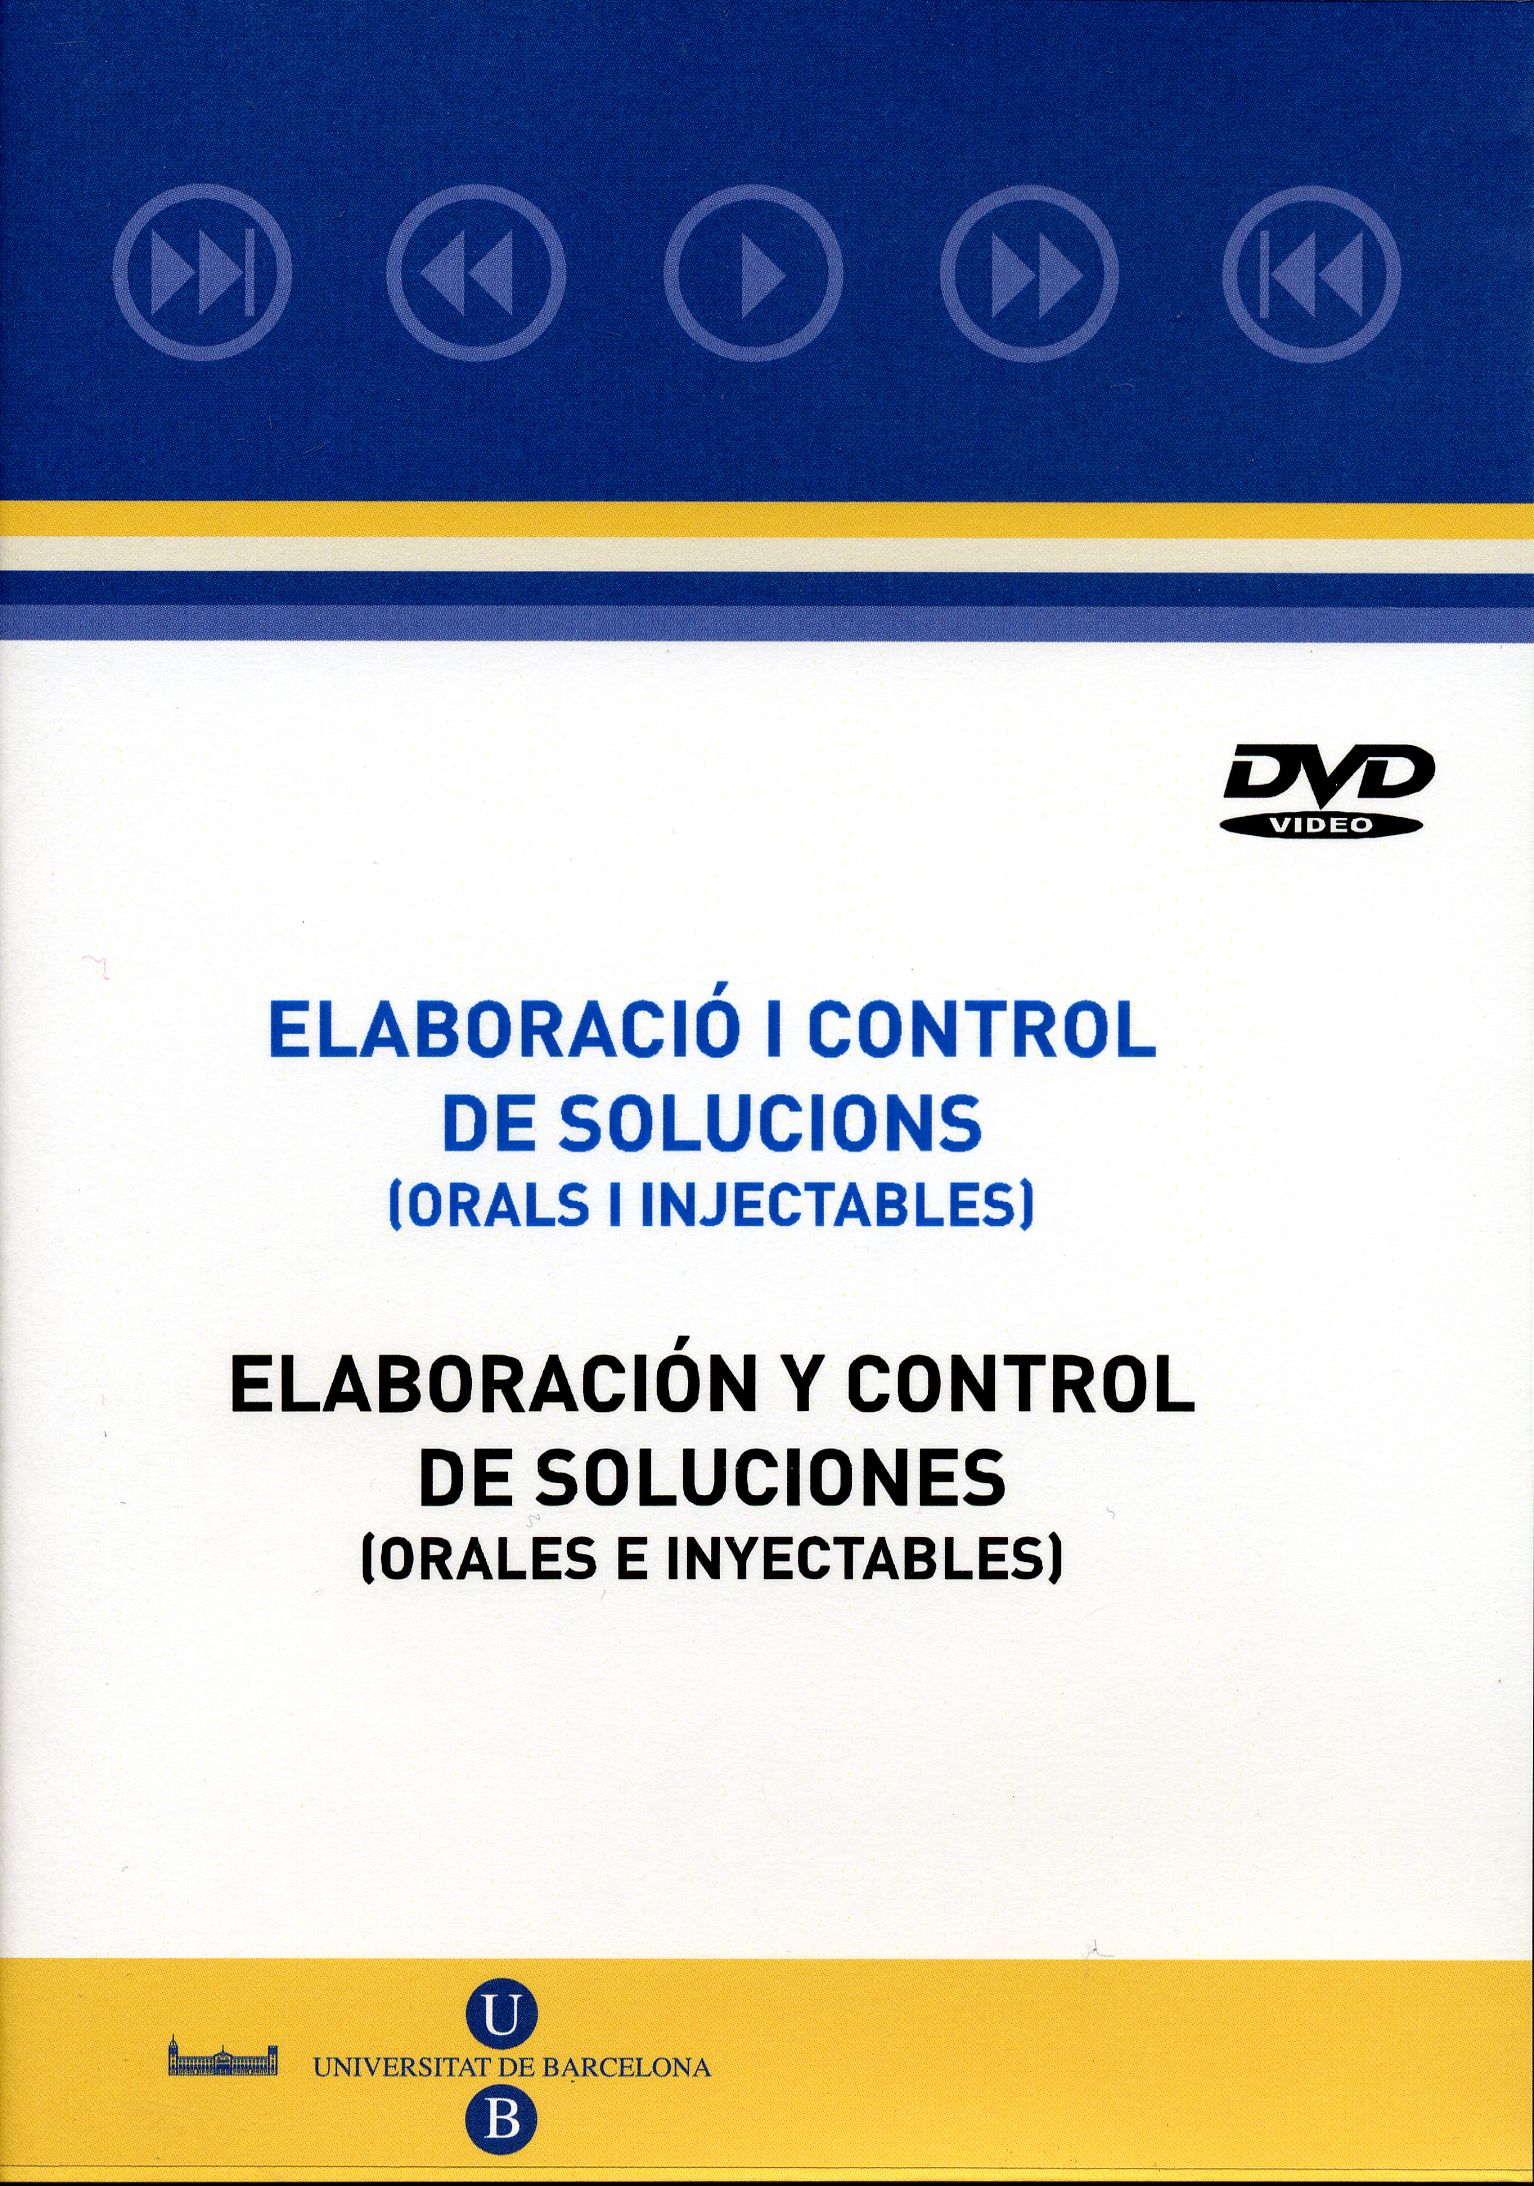 DVD
VIDEO
ELABORACIÓ I CONTROL
DE SOLUCIONS
(ORALS I INJECTABLES)
ELABORACIÓN Y CONTROL
DE SOLUCIONES
(ORALES E INYECTABLES)
U
UNIVERSITAT DE BARCELONA
B